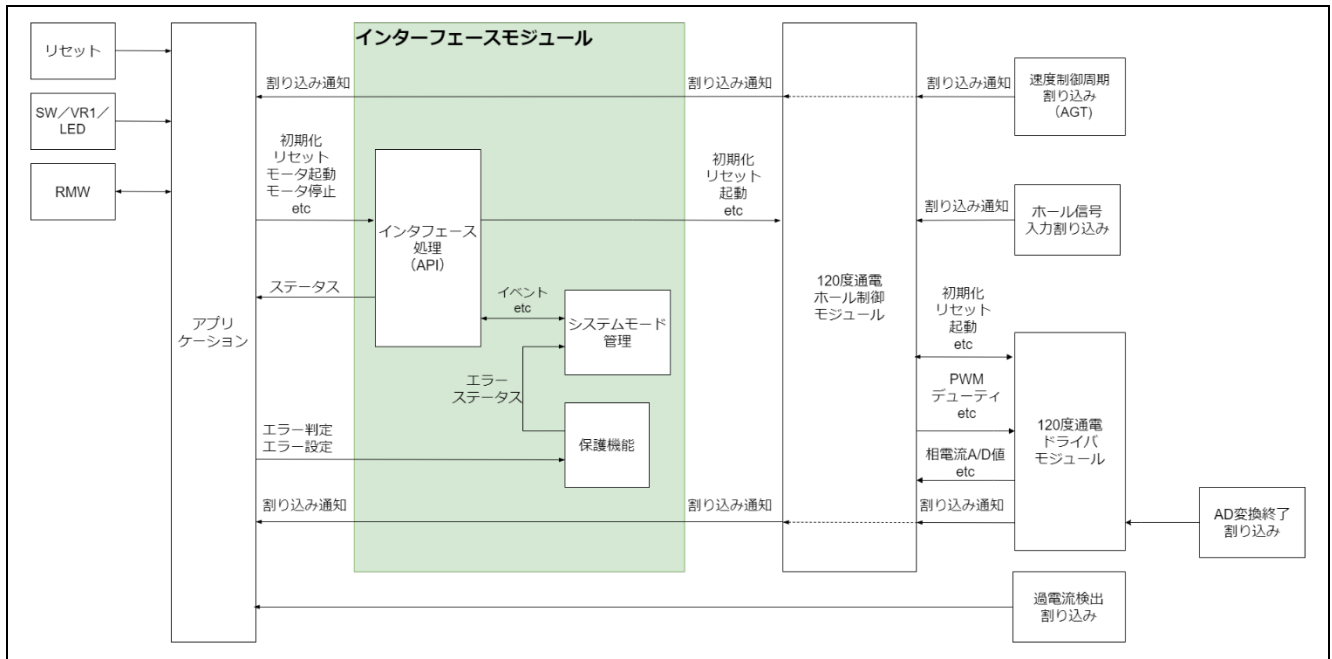 インターフェースモジュール
リセット
SW／VR1／
LED
RMW
アプリ
ケーション
割り込み通知
初期化
リセット
モータ起動
モータ停止
etc
ステータス
エラー判定
エラー設定
割り込み通知
インタフェース
処理
（API）
イベント
etc
システムモード
管理
エラー
ステータス
保護機能
割り込み通知
初期化
リセット
起動
etc
割り込み通知
120度通電
ホール制御
モジュール
割り込み通知
速度制御周期
割り込み
（AGT)
割り込み通知
ホール信号
入力割り込み
初期化
リセット
起動
etc
PWM
デューティ
etc
相電流A/D値
etc
割り込み通知
120度通電
ドライバ
モジュール
AD変換終了
割り込み
過電流検出
割り込み